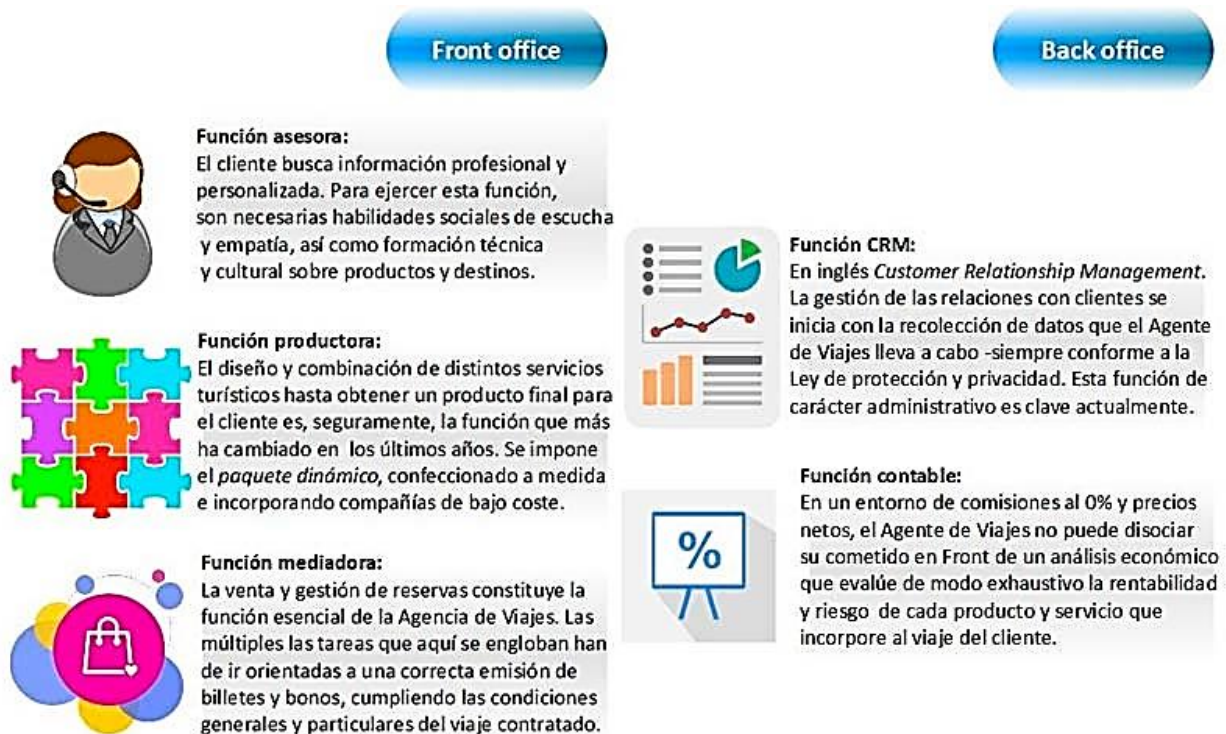 Front office
Función asesora:
El cliente busca información profesional y
personalizada. Para ejercer esta función,
son necesarias habilidades sociales de escucha
y empatía, así como formación técnica
y cultural sobre productos y destinos.
Función productora:
El diseño y combinación de distintos servicios
turísticos hasta obtener un producto final para
el cliente es, seguramente, la función que más
ha cambiado en los últimos años. Se impone
el paquete dinámico, confeccionado a medida
e incorporando compañías de bajo coste.
Función mediadora:
La venta y gestión de reservas constituye la
función esencial de la Agencia de Viajes. Las
múltiples las tareas que aquí se engloban han
de ir orientadas a una correcta emisión de
billetes y bonos, cumpliendo las condiciones
generales y particulares del viaje contratado.
Back office
Función CRM:
En inglés Customer Relationship Management.
La gestión de las relaciones con clientes se
inicia con la recolección de datos que el Agente
de Viajes lleva a cabo -siempre conforme a la
Ley de protección y privacidad. Esta función de
carácter administrativo es clave actualmente.
%
Función contable:
En un entorno de comisiones al 0% y precios
netos, el Agente de Viajes no puede disociar
su cometido en Front de un análisis económico
que evalúe de modo exhaustivo la rentabilidad
y riesgo de cada producto y servicio que
incorpore al viaje del cliente.